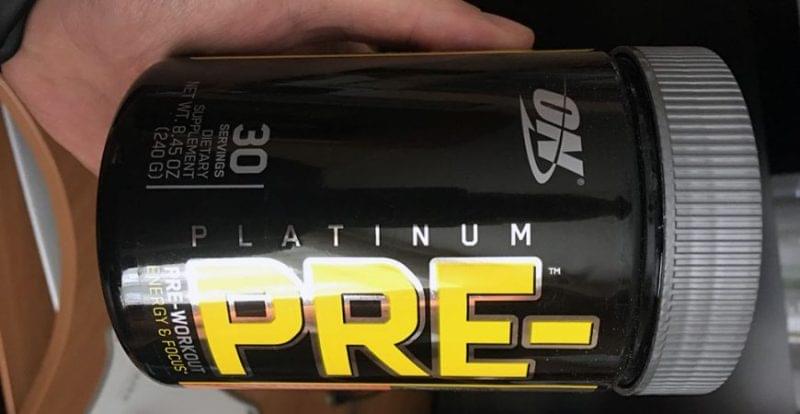 ON®
PLATINUM
PRE-™
PRE-WORKOUT
ENERGY & FOCUS*
30
SERVINGS
DIETARY
SUPPLEMENT
NET WT. 8.45 OZ
(240 G)